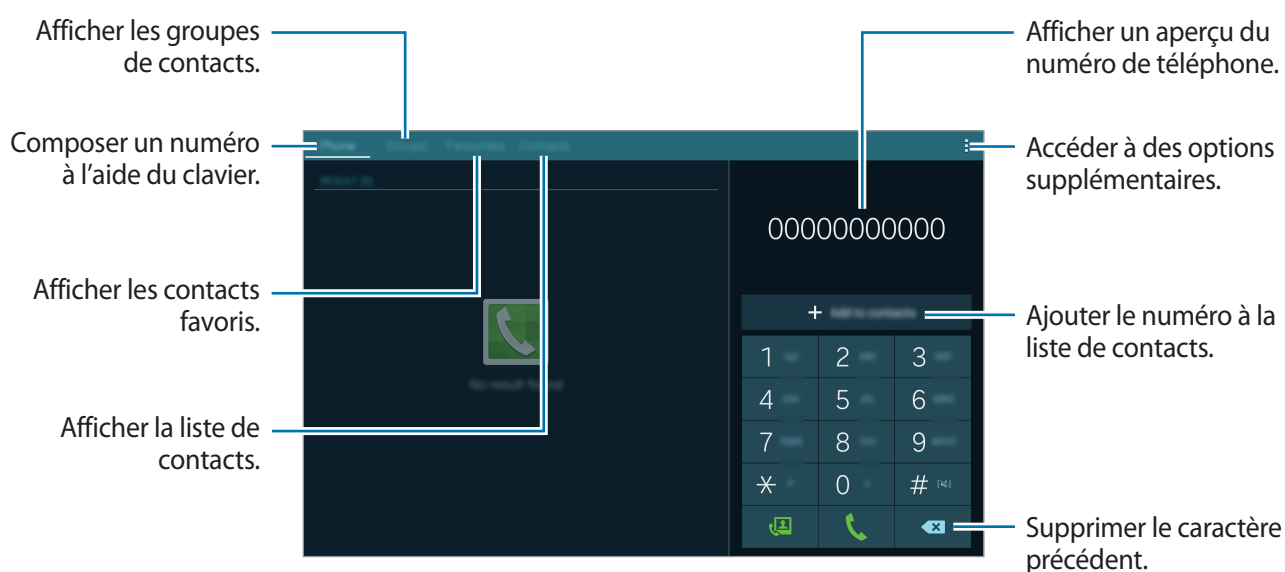 Afficher les groupes
de contacts.
Afficher un aperçu du
numéro de téléphone.
Composer un numéro
à l'aide du clavier.
Phone Groups Favourites Contacts
Accéder à des options
supplémentaires.
RESULT (0)
00000000000
Afficher les contacts
favoris.
No result found
+ Add to contacts
Ajouter le numéro à la
liste de contacts.
1 2 3
4 5 6
7 8 9
* 0 #
Afficher la liste de
contacts.
Supprimer le caractère
précédent.